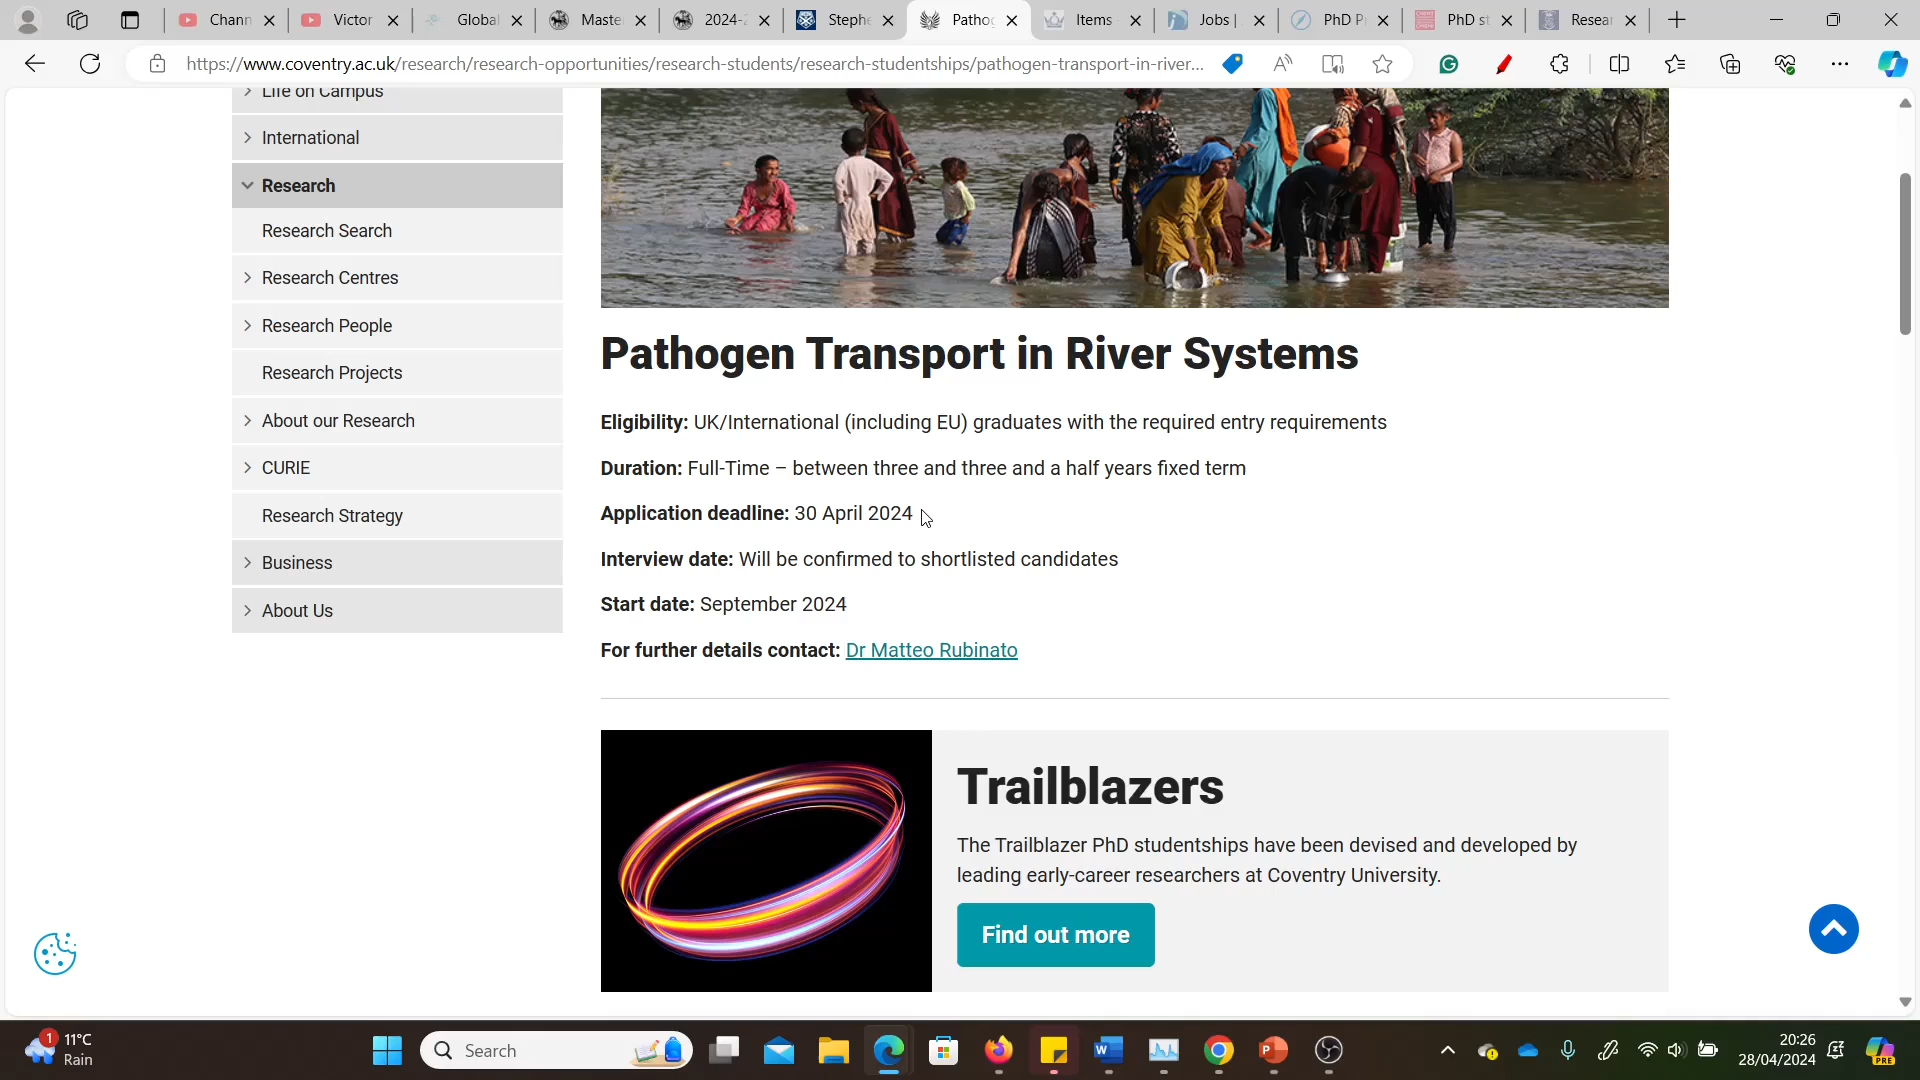 Chann
Victor
Global
Maste
2024-
Steph
Pathog
Items
Jobs |
PhD P
PhD st
Resea
https://www.coventry.ac.uk/research/research-opportunities/research-students/research-studentships/pathogen-transport-in-river...
Life on Campus
International
Research
Research Search
Research Centres
Research People
Research Projects
About our Research
CURIE
Research Strategy
Business
About Us
Pathogen Transport in River Systems
Eligibility: UK/International (including EU) graduates with the required entry requirements
Duration: Full-Time – between three and three and a half years fixed term
Application deadline: 30 April 2024
Interview date: Will be confirmed to shortlisted candidates
Start date: September 2024
For further details contact: Dr Matteo Rubinato
Trailblazers
The Trailblazer PhD studentships have been devised and developed by
leading early-career researchers at Coventry University.
Find out more
1
11°C
Rain
Search
20:26
28/04/2024
PRE